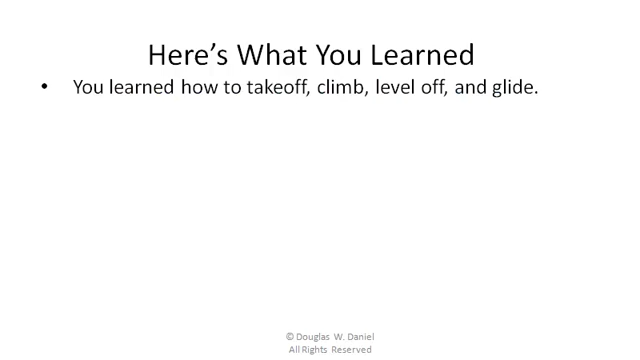 Here’s What You Learned
• You learned how to takeoff, climb, level off, and glide.
© Douglas W. Daniel
All Rights Reserved